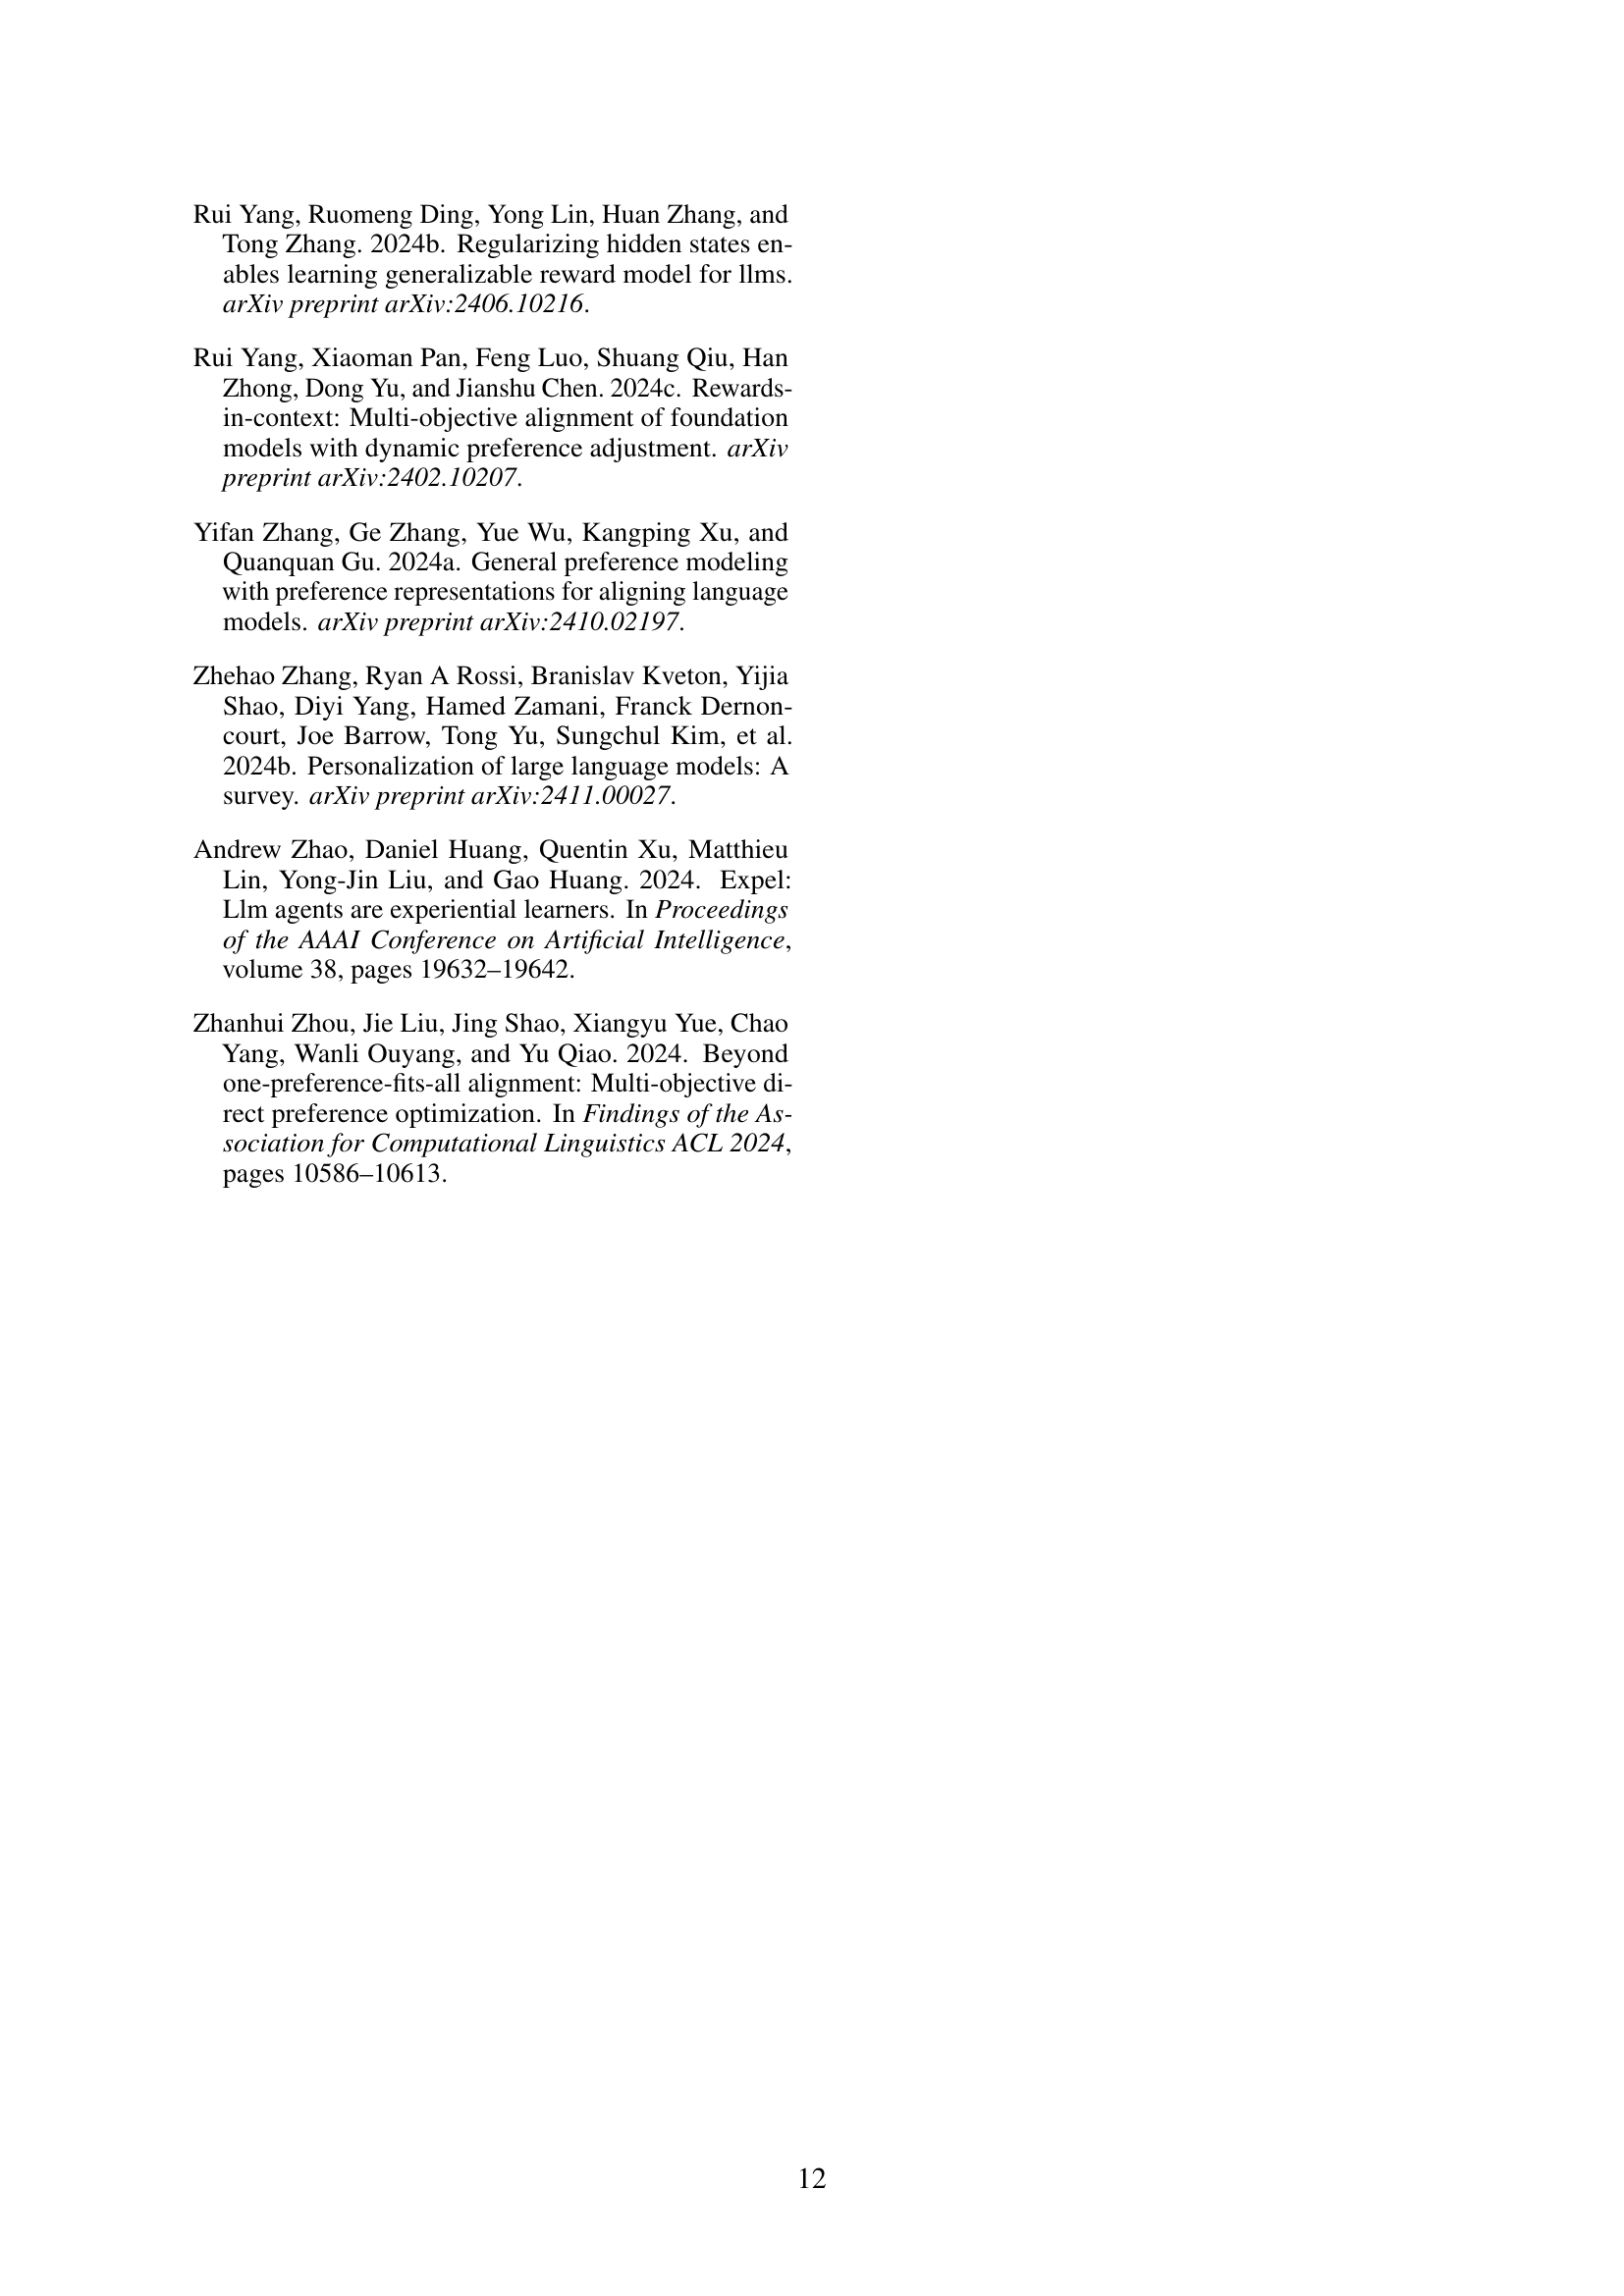 Rui Yang, Ruomeng Ding, Yong Lin, Huan Zhang, and
Tong Zhang. 2024b. Regularizing hidden states en-
ables learning generalizable reward model for llms.
arXiv preprint arXiv:2406.10216.
Rui Yang, Xiaoman Pan, Feng Luo, Shuang Qiu, Han
Zhong, Dong Yu, and Jianshu Chen. 2024c. Rewards-
in-context: Multi-objective alignment of foundation
models with dynamic preference adjustment. arXiv
preprint arXiv:2402.10207.
Yifan Zhang, Ge Zhang, Yue Wu, Kangping Xu, and
Quanquan Gu. 2024a. General preference modeling
with preference representations for aligning language
models. arXiv preprint arXiv:2410.02197.
Zhehao Zhang, Ryan A Rossi, Branislav Kveton, Yijia
Shao, Diyi Yang, Hamed Zamani, Franck Dernon-
court, Joe Barrow, Tong Yu, Sungchul Kim, et al.
2024b. Personalization of large language models: A
survey. arXiv preprint arXiv:2411.00027.
Andrew Zhao, Daniel Huang, Quentin Xu, Matthieu
Lin, Yong-Jin Liu, and Gao Huang. 2024. Expel:
Llm agents are experiential learners. In Proceedings
of the AAAI Conference on Artificial Intelligence,
volume 38, pages 19632–19642.
Zhanhui Zhou, Jie Liu, Jing Shao, Xiangyu Yue, Chao
Yang, Wanli Ouyang, and Yu Qiao. 2024. Beyond
one-preference-fits-all alignment: Multi-objective di-
rect preference optimization. In Findings of the As-
sociation for Computational Linguistics ACL 2024,
pages 10586–10613.
12